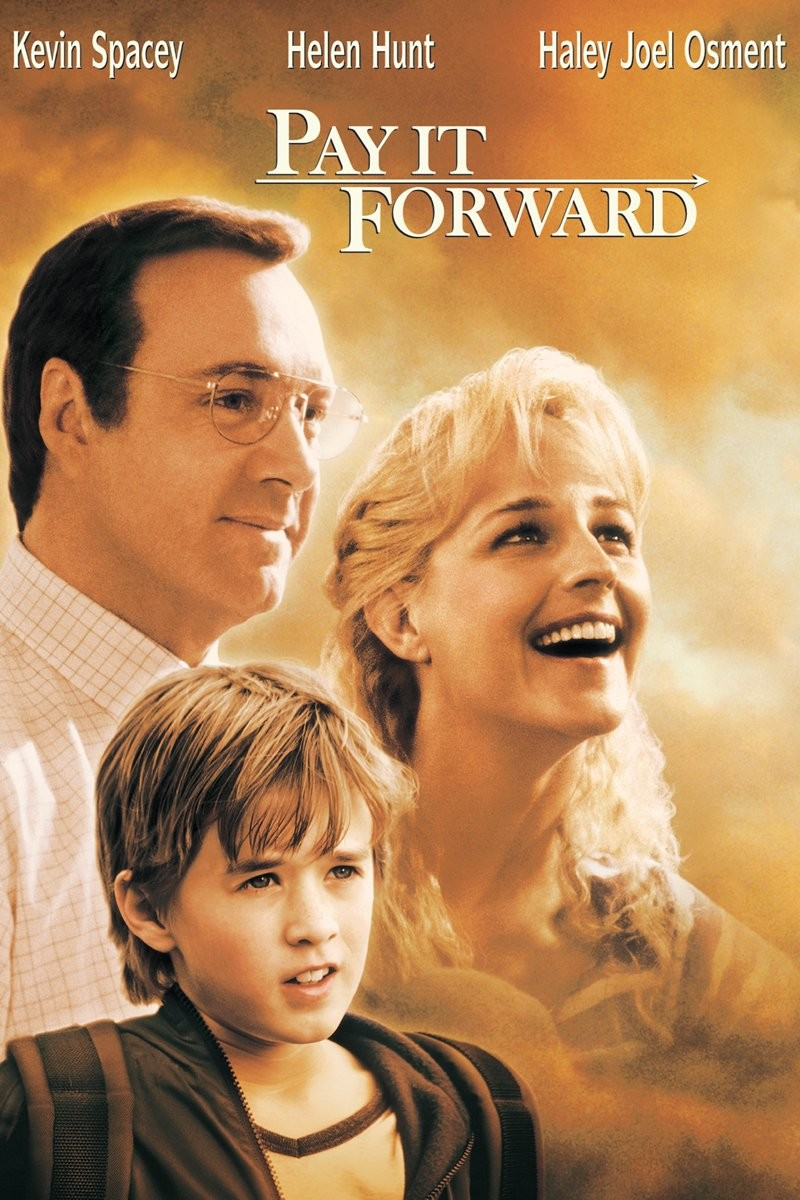 Kevin Spacey Helen Hunt Haley Joel Osment
PAY IT
FORWARD